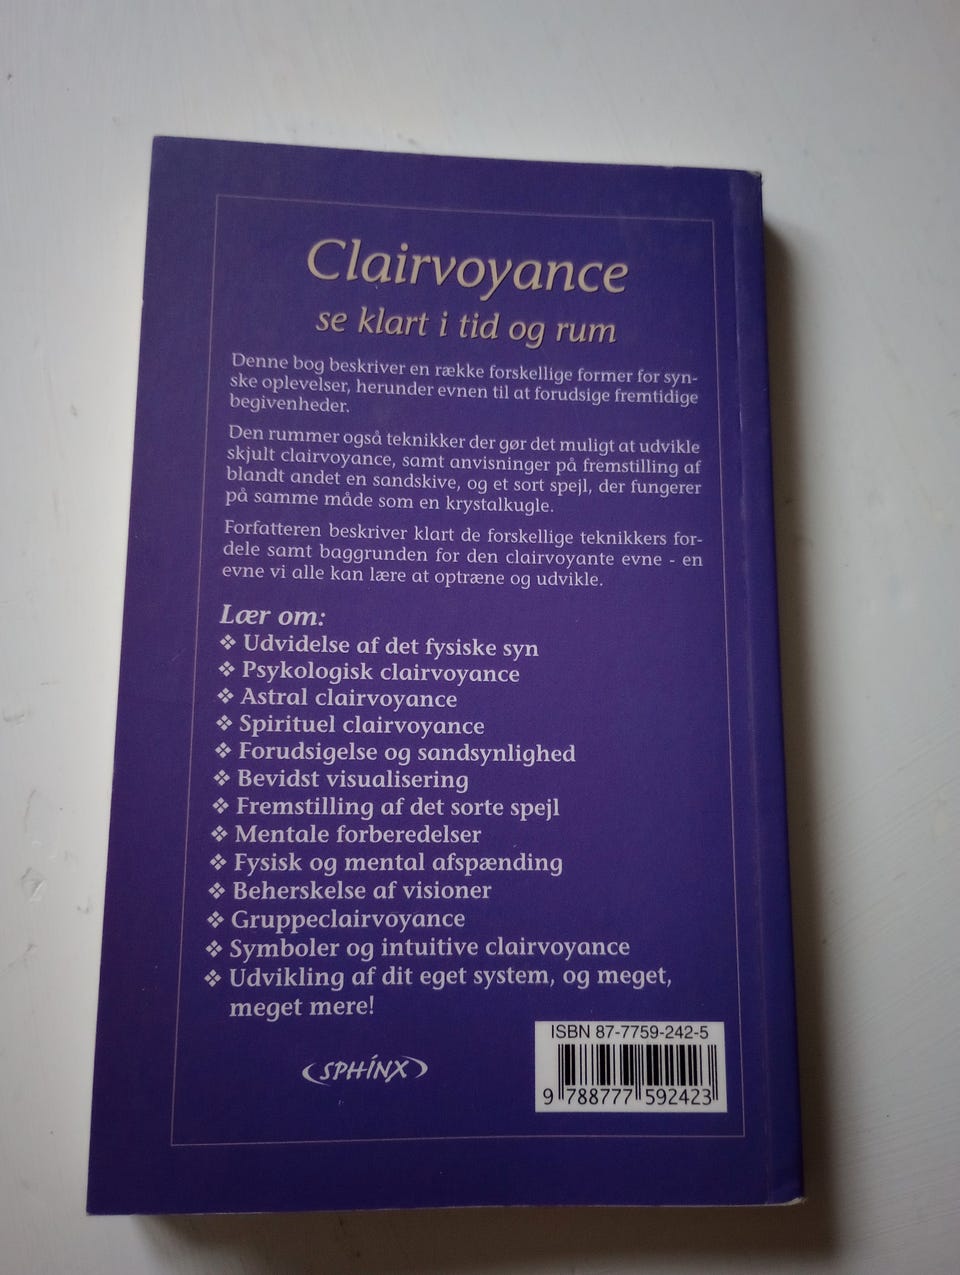 Clairvoyance
se klart i tid og rum
Denne bog beskriver en række forskellige former for syn-
ske oplevelser, herunder evnen til at forudsige fremtidige
begivenheder.
Den rummer også teknikker der gør det muligt at udvikle
skjult clairvoyance, samt anvisninger på fremstilling af
blandt andet en sandskive, og et sort spejl, der fungerer
på samme måde som en krystalkugle.
Forfatteren beskriver klart de forskellige teknikkers for-
dele samt baggrunden for den clairvoyante evne - en
evne vi alle kan lære at optræne og udvikle.
Lær om:
❖ Udvidelse af det fysiske syn
❖ Psykologisk clairvoyance
❖ Astral clairvoyance
❖ Spirituel clairvoyance
❖ Forudsigelse og sandsynlighed
❖ Bevidst visualisering
❖ Fremstilling af det sorte spejl
❖ Mentale forberedelser
❖ Fysisk og mental afspænding
❖ Beherskelse af visioner
❖ Gruppeclairvoyance
❖ Symboler og intuitive clairvoyance
❖ Udvikling af dit eget system, og meget,
meget mere!
ISBN 87-7759-242-5
SPHÍNX
9 788777 592423